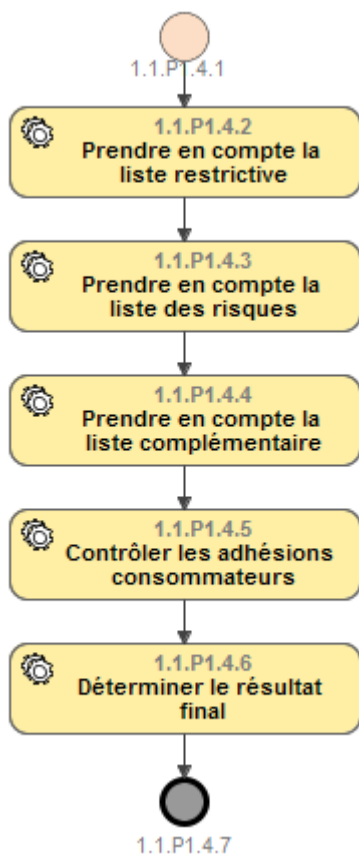 1.1.P1.4.1
1.1.P1.4.2
Prendre en compte la
liste restrictive
1.1.P1.4.3
Prendre en compte la
liste des risques
1.1.P1.4.4
Prendre en compte la
liste complémentaire
1.1.P1.4.5
Contrôler les adhésions
consommateurs
1.1.P1.4.6
Déterminer le résultat
final
1.1.P1.4.7